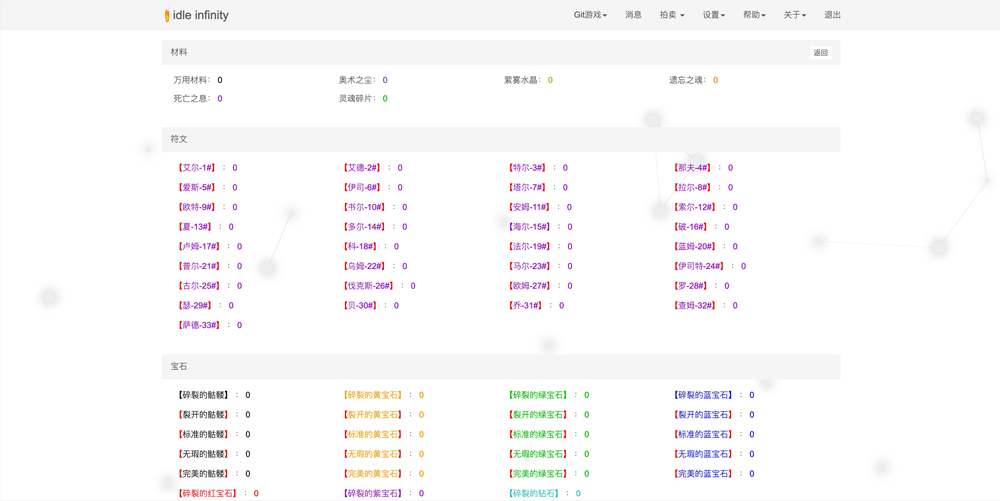 idle infinity Git游戏 消息 拍卖 设置 帮助 关于 退出
材料 返回
万用材料： 0 奥术之尘： 0 紫雾水晶： 0 遗忘之魂： 0
死亡之息： 0 灵魂碎片： 0
符文
【艾尔-1#】 ： 0 【艾德-2#】 ： 0 【特尔-3#】 ： 0 【那夫-4#】 ： 0
【爱斯-5#】 ： 0 【伊司-6#】 ： 0 【塔尔-7#】 ： 0 【拉尔-8#】 ： 0
【欧特-9#】 ： 0 【书尔-10#】 ： 0 【安姆-11#】 ： 0 【索尔-12#】 ： 0
【夏-13#】 ： 0 【多尔-14#】 ： 0 【海尔-15#】 ： 0 【破-16#】 ： 0
【卢姆-17#】 ： 0 【科-18#】 ： 0 【法尔-19#】 ： 0 【蓝姆-20#】 ： 0
【普尔-21#】 ： 0 【乌姆-22#】 ： 0 【马尔-23#】 ： 0 【伊司特-24#】 ： 0
【古尔-25#】 ： 0 【伐克斯-26#】 ： 0 【欧姆-27#】 ： 0 【罗-28#】 ： 0
【瑟-29#】 ： 0 【贝-30#】 ： 0 【乔-31#】 ： 0 【查姆-32#】 ： 0
【萨德-33#】 ： 0
宝石
【碎裂的骷髅】 ： 0 【碎裂的黄宝石】 ： 0 【碎裂的绿宝石】 ： 0 【碎裂的蓝宝石】 ： 0
【裂开的骷髅】 ： 0 【裂开的黄宝石】 ： 0 【裂开的绿宝石】 ： 0 【裂开的蓝宝石】 ： 0
【标准的骷髅】 ： 0 【标准的黄宝石】 ： 0 【标准的绿宝石】 ： 0 【标准的蓝宝石】 ： 0
【无瑕的骷髅】 ： 0 【无瑕的黄宝石】 ： 0 【无瑕的绿宝石】 ： 0 【无瑕的蓝宝石】 ： 0
【完美的骷髅】 ： 0 【完美的黄宝石】 ： 0 【完美的绿宝石】 ： 0 【完美的蓝宝石】 ： 0
【碎裂的红宝石】 ： 0 【碎裂的紫宝石】 ： 0 【碎裂的钻石】 ： 0